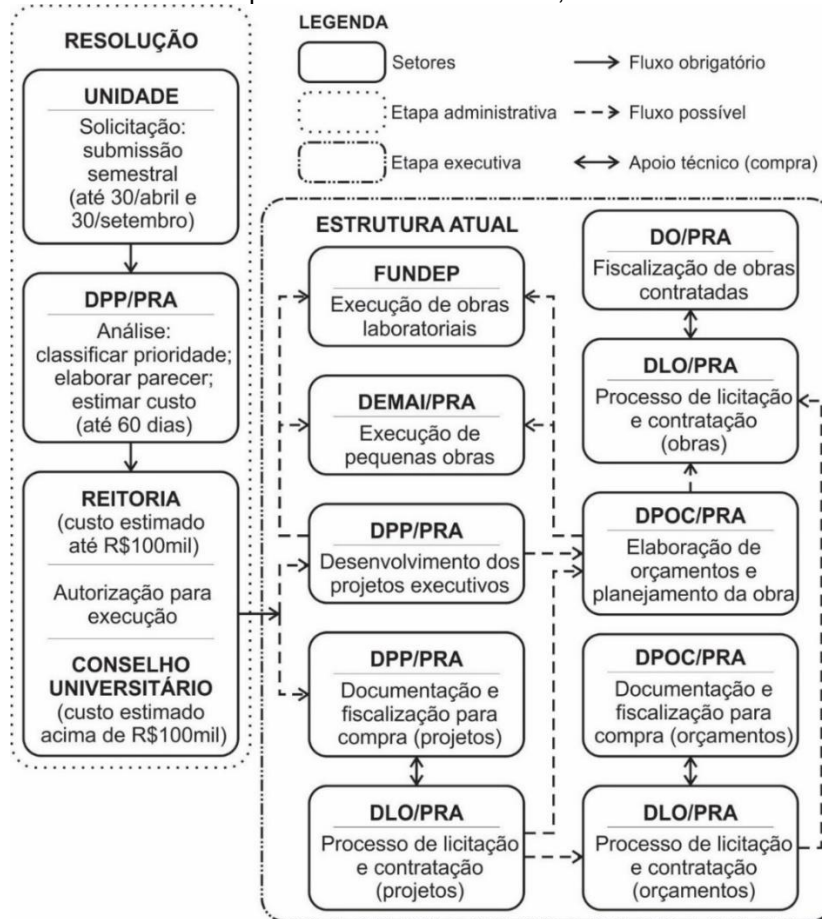 RESOLUÇÃO
UNIDADE
Solicitação:
submissão
semestral
(até 30/abril e
30/setembro)
DPP/PRA
Análise:
classificar prioridade;
elaborar parecer;
estimar custo
(até 60 dias)
REITORIA
(custo estimado
até R$100mil)
Autorização para
execução
CONSELHO
UNIVERSITÁRIO
(custo estimado
acima de R$100mil)
LEGENDA
Setores
Fluxo obrigatório
Etapa administrativa
Fluxo possível
Etapa executiva
Apoio técnico (compra)
ESTRUTURA ATUAL
FUNDEP
Execução de obras
laboratoriais
DEMAI/PRA
Execução de
pequenas obras
DPP/PRA
Desenvolvimento dos
projetos executivos
DPP/PRA
Documentação e
fiscalização para
compra (projetos)
DLO/PRA
Processo de licitação
e contratação
(projetos)
DO/PRA
Fiscalização de obras
contratadas
DLO/PRA
Processo de licitação
e contratação
(obras)
DPOC/PRA
Elaboração de
orçamentos e
planejamento da obra
DPOC/PRA
Documentação e
fiscalização para
compra (orçamentos)
DLO/PRA
Processo de licitação
e contratação
(orçamentos)